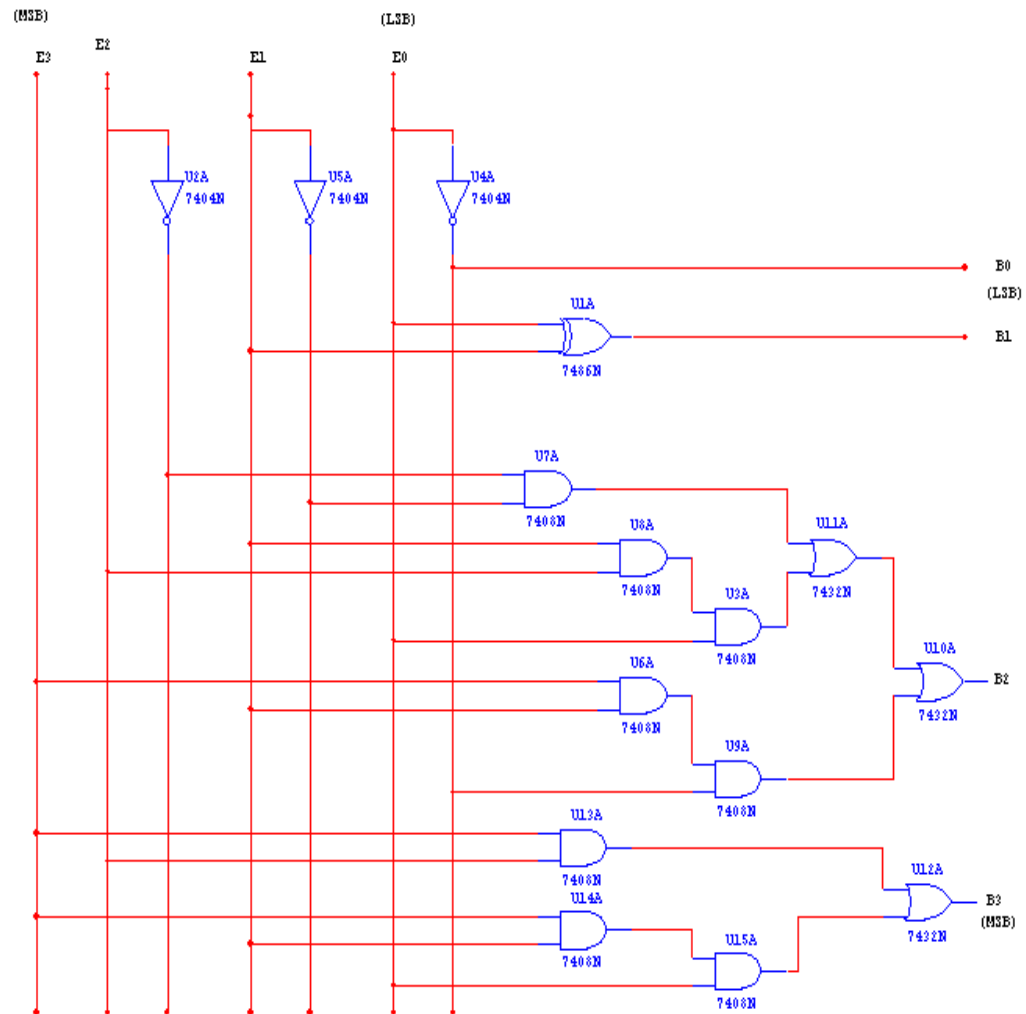 (MSB)
(LSB)
E3
E2
E1
E0
U2A
7404N
U5A
7404N
U4A
7404N
B0
(LSB)
U1A
7486N
B1
U7A
7408N
U8A
7408N
U11A
7432N
U3A
7408N
U6A
7408N
U10A
7432N
B2
U9A
7408N
U13A
7408N
U14A
7408N
U12A
7432N
B3
(MSB)
U15A
7408N